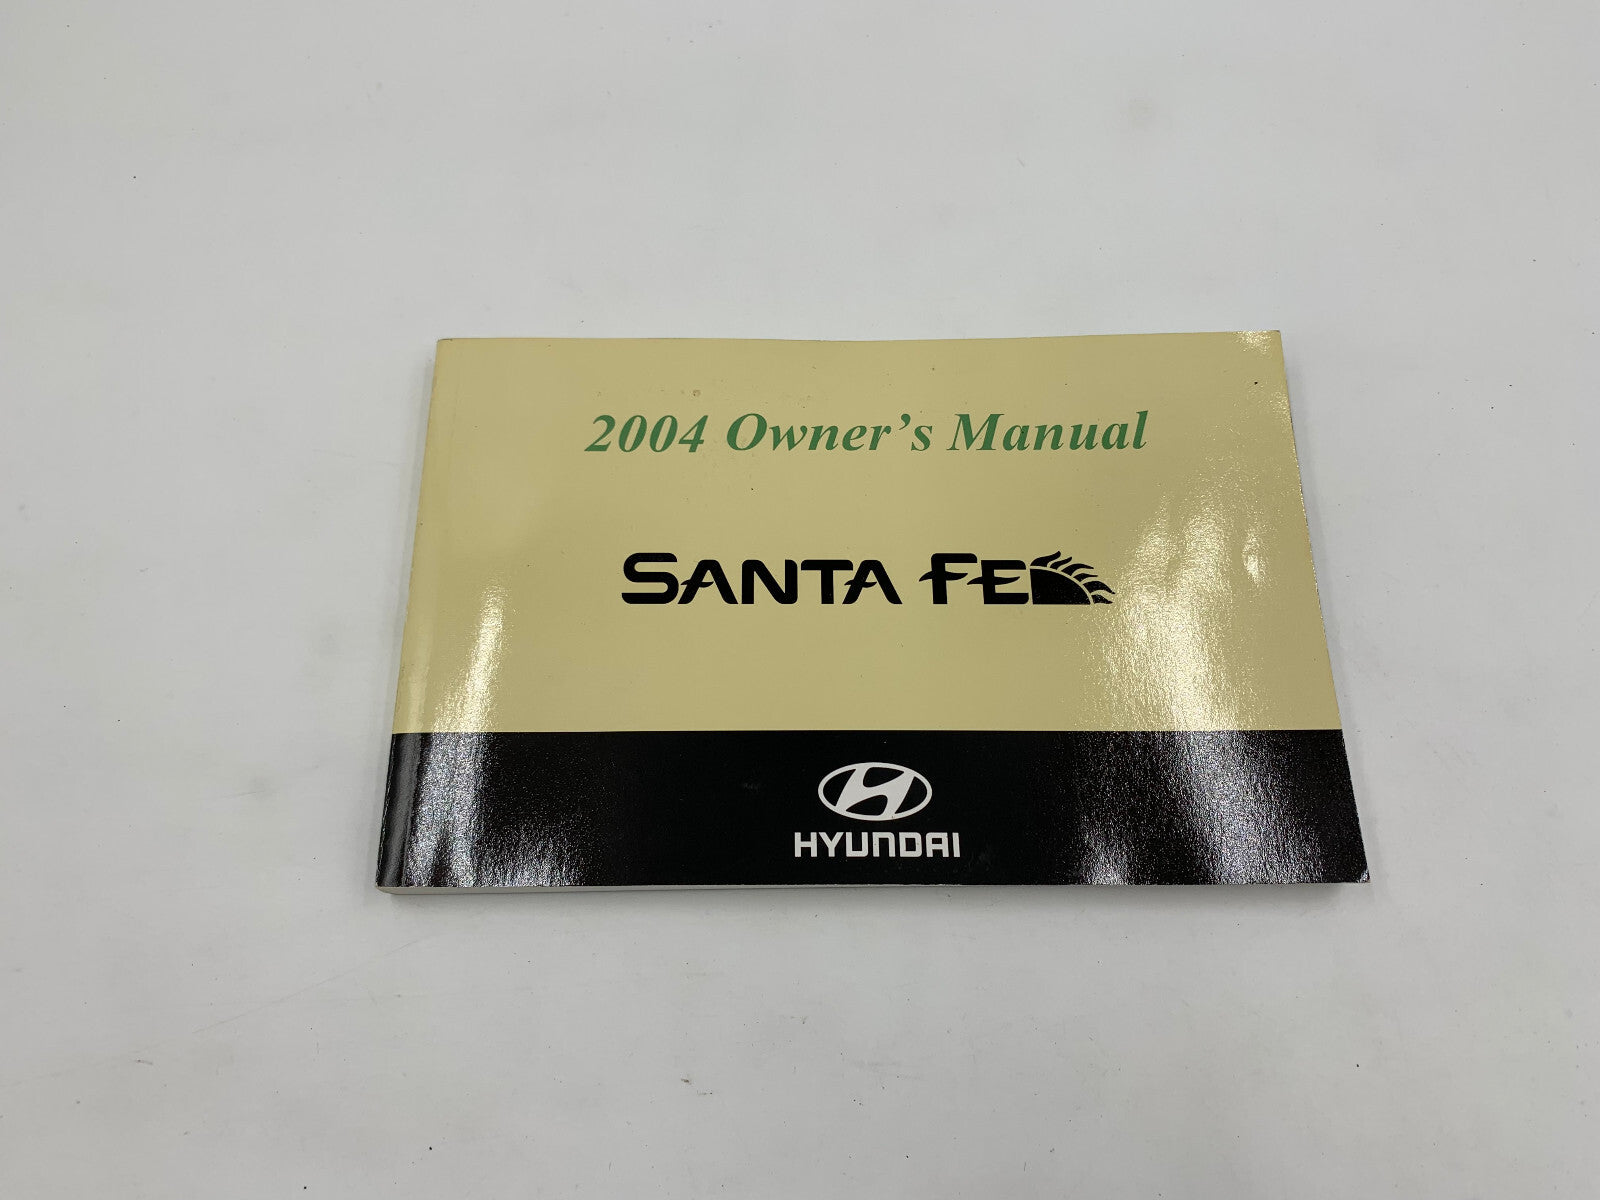 2004 Owner's Manual
SANTA FE
HYUNDAI